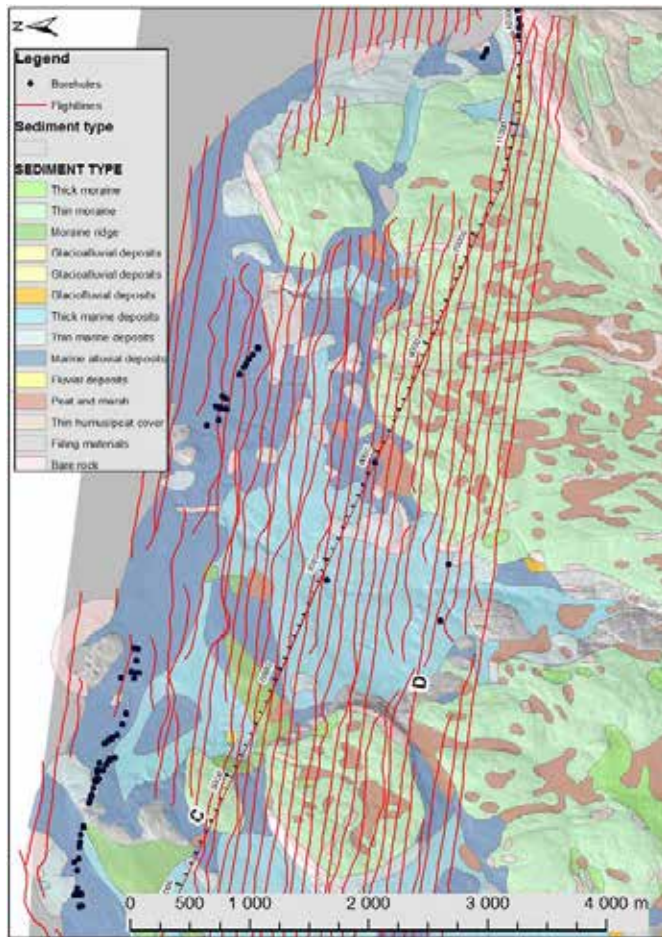 Z
Legend
Boreholes
Flightlines
Sediment type
SEDIMENT TYPE
Thick moraine
Thin moraine
Moraine ridge
Glacioalluvial deposits
Glacioalluvial deposits
Glaciofluvial deposits
Thick marine deposits
Thin marine deposits
Marine alluvial deposits
Fluvial deposits
Peat and marsh
Thin humus/peat cover
Filling materials
Bare rock
D
C
0 500 1 000 2 000 3 000 4 000 m